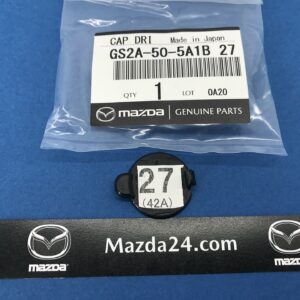 CAP DRI Made in Japan
GS2A-50-5A1B 27
QTY 1 LOT 0A20
mazda GENUINE PARTS
27
(42A)
Mazda24.com
mazda mazda